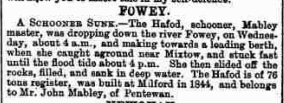 FOWEY.
A SCHOONER SUNK.—The Hafod, schooner, Mabley
master, was dropping down the river Fowey, on Wednes-
day, about 4 a.m., and making towards a loading berth,
when she caught ground near Mixtow, and stuck fast
until the flood tide about 4 p.m. She then slided off the
rocks, filled, and sank in deep water. The Hafod is of 76
tons register, was built at Milford in 1844, and belongs
to Mr. John Mabley, of Pentewan.